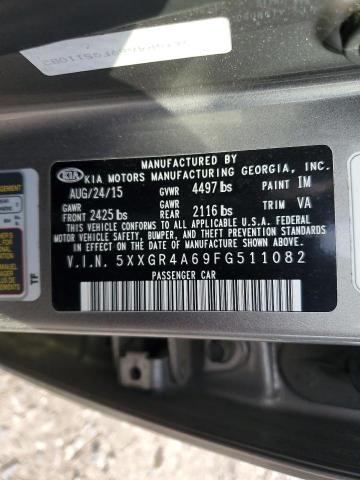 MANUFACTURED BY
KIA
KIA MOTORS MANUFACTURING GEORGIA, INC.
AUG/24/15 GVWR 4497 lbs PAINT IM
GAWR GAWR
FRONT 2425 lbs REAR 2116 lbs TRIM VA
THIS VEHICLE CONFORMS TO ALL APPLICABLE U.S.A. FEDERAL
MOTOR VEHICLE SAFETY, BUMPER, AND THEFT PREVENTION
STANDARDS IN EFFECT ON THE DATE OF MANUFACTURE SHOWN ABOVE.
V.I.N. 5XXGR4A69FG511082
PASSENGER CAR
TF